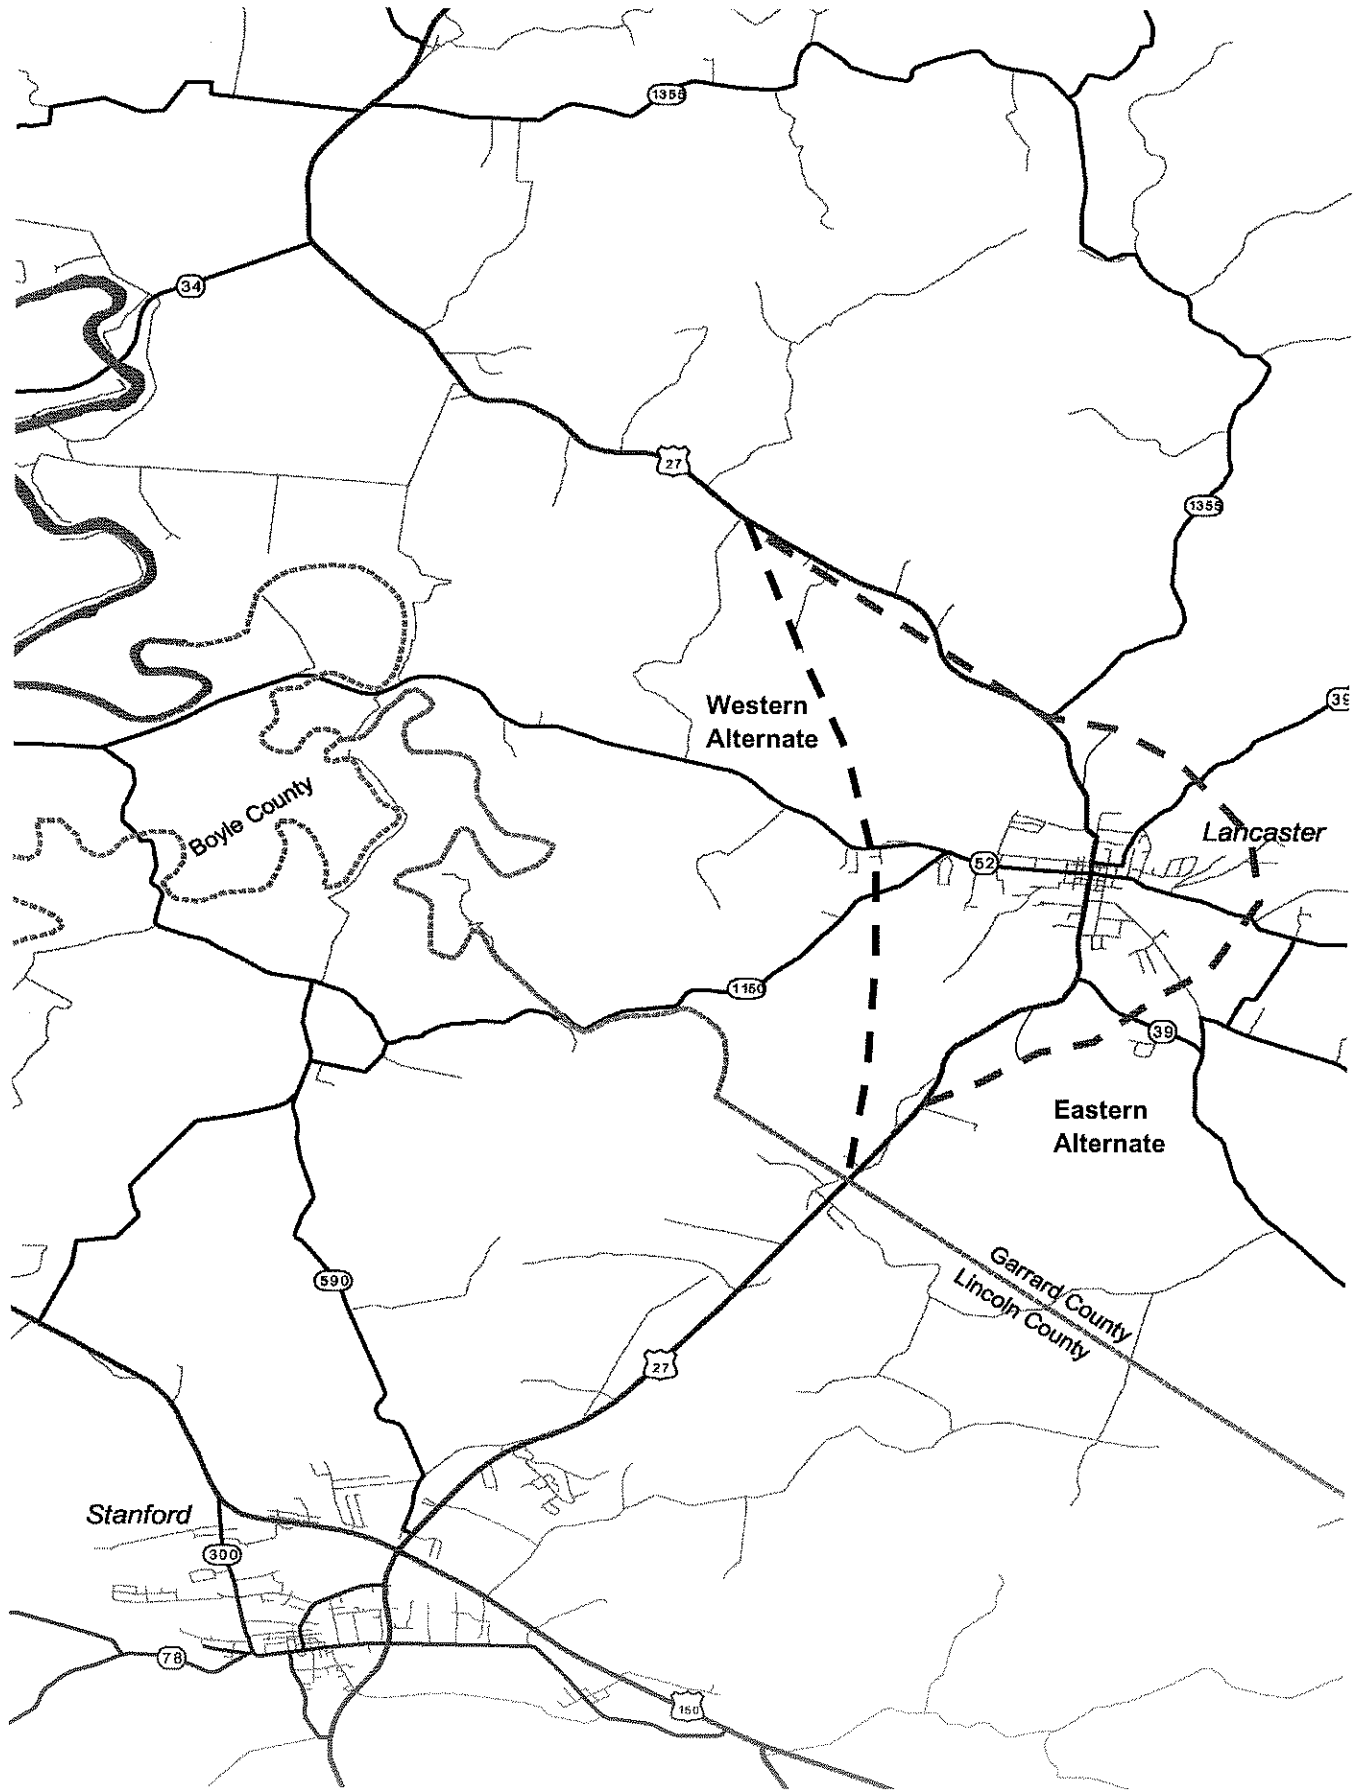 1355
34
27
1355
39
Western
Alternate
Boyle County
Lancaster
52
1150
39
Eastern
Alternate
Garrard County
Lincoln County
590
27
Stanford
300
78
150